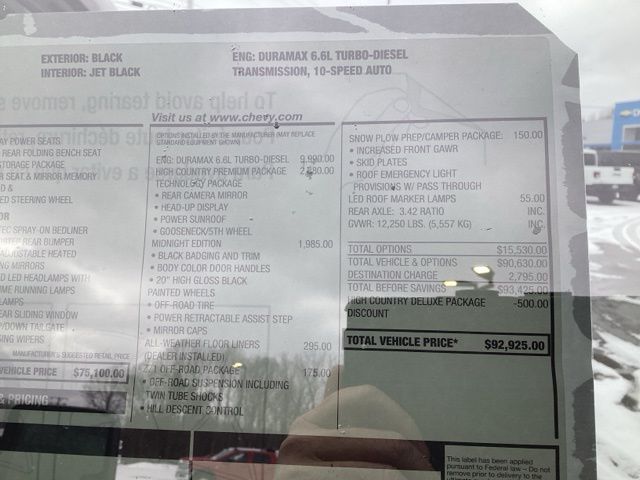 EXTERIOR: BLACK
INTERIOR: JET BLACK
ENG: DURAMAX 6.6L TURBO-DIESEL
TRANSMISSION, 10-SPEED AUTO
Visit us at www.chevy.com
AY POWER SEATS
REAR FOLDING BENCH SEAT
STORAGE PACKAGE
R SEAT & MIRROR MEMORY
D &
ED STEERING WHEEL
OR
TEC SPRAY-ON BEDLINER
REAR BUMPER
ADJUSTABLE HEATED
NG MIRRORS
D LED HEADLAMPS WITH
TIME RUNNING LAMPS
LAMPS
EAR SLIDING WINDOW
P/DOWN TAILGATE
ING WIPERS
MANUFACTURER'S SUGGESTED RETAIL PRICE
VEHICLE PRICE $75,100.00
& PRICING
OPTIONS INSTALLED BY THE MANUFACTURER (MAY REPLACE
STANDARD EQUIPMENT SHOWN)
ENG: DURAMAX 6.6L TURBO-DIESEL 9,990.00
HIGH COUNTRY PREMIUM PACKAGE
TECHNOLOGY PACKAGE
• REAR CAMERA MIRROR
• HEAD-UP DISPLAY
• POWER SUNROOF
• GOOSENECK/5TH WHEEL
MIDNIGHT EDITION 1,985.00
• BLACK BADGING AND TRIM
• BODY COLOR DOOR HANDLES
• 20" HIGH GLOSS BLACK
PAINTED WHEELS
• OFF-ROAD TIRE
• POWER RETRACTABLE ASSIST STEP
• MIRROR CAPS
ALL-WEATHER FLOOR LINERS 295.00
(DEALER INSTALLED)
Z71 OFF-ROAD PACKAGE 175.00
• OFF-ROAD SUSPENSION INCLUDING
TWIN TUBE SHOCKS
• HILL DESCENT CONTROL
SNOW PLOW PREP/CAMPER PACKAGE: 150.00
• INCREASED FRONT GAWR
• SKID PLATES
• ROOF EMERGENCY LIGHT
PROVISIONS W/ PASS THROUGH
LED ROOF MARKER LAMPS 55.00
REAR AXLE: 3.42 RATIO INC.
GVWR: 12,250 LBS. (5,557 KG) INC.
TOTAL OPTIONS $15,530.00
TOTAL VEHICLE & OPTIONS $90,630.00
DESTINATION CHARGE 2,795.00
TOTAL BEFORE SAVINGS $93,425.00
HIGH COUNTRY DELUXE PACKAGE -500.00
DISCOUNT
TOTAL VEHICLE PRICE* $92,925.00
This label has been applied
pursuant to Federal law – Do not
remove prior to delivery to the